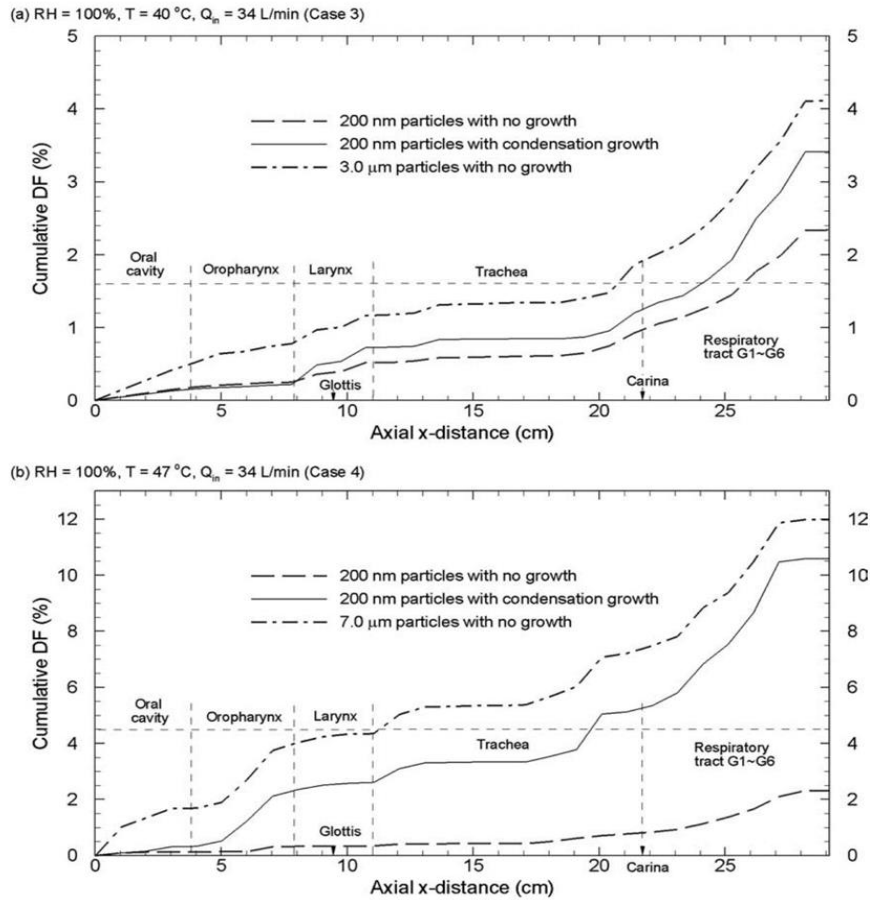 (a) RH = 100%, T = 40 °C, Qin = 34 L/min (Case 3)
5
5
200 nm particles with no growth
4
4
200 nm particles with condensation growth
3.0 μm particles with no growth
3
3
Cumulative DF (%)
2
2
Oral
cavity
Oropharynx
Larynx
Trachea
1
1
Respiratory
tract G1~G6
Glottis
Carina
0
0
0
5
10
15
20
25
Axial x-distance (cm)
(b) RH = 100%, T = 47 °C, Qin = 34 L/min (Case 4)
12
12
200 nm particles with no growth
10
10
200 nm particles with condensation growth
7.0 μm particles with no growth
8
8
Cumulative DF (%)
6
6
Oral
cavity
Oropharynx
Larynx
4
4
Trachea
Respiratory
tract G1~G6
2
2
Glottis
0
0
0
5
10
15
20
Carina
25
Axial x-distance (cm)